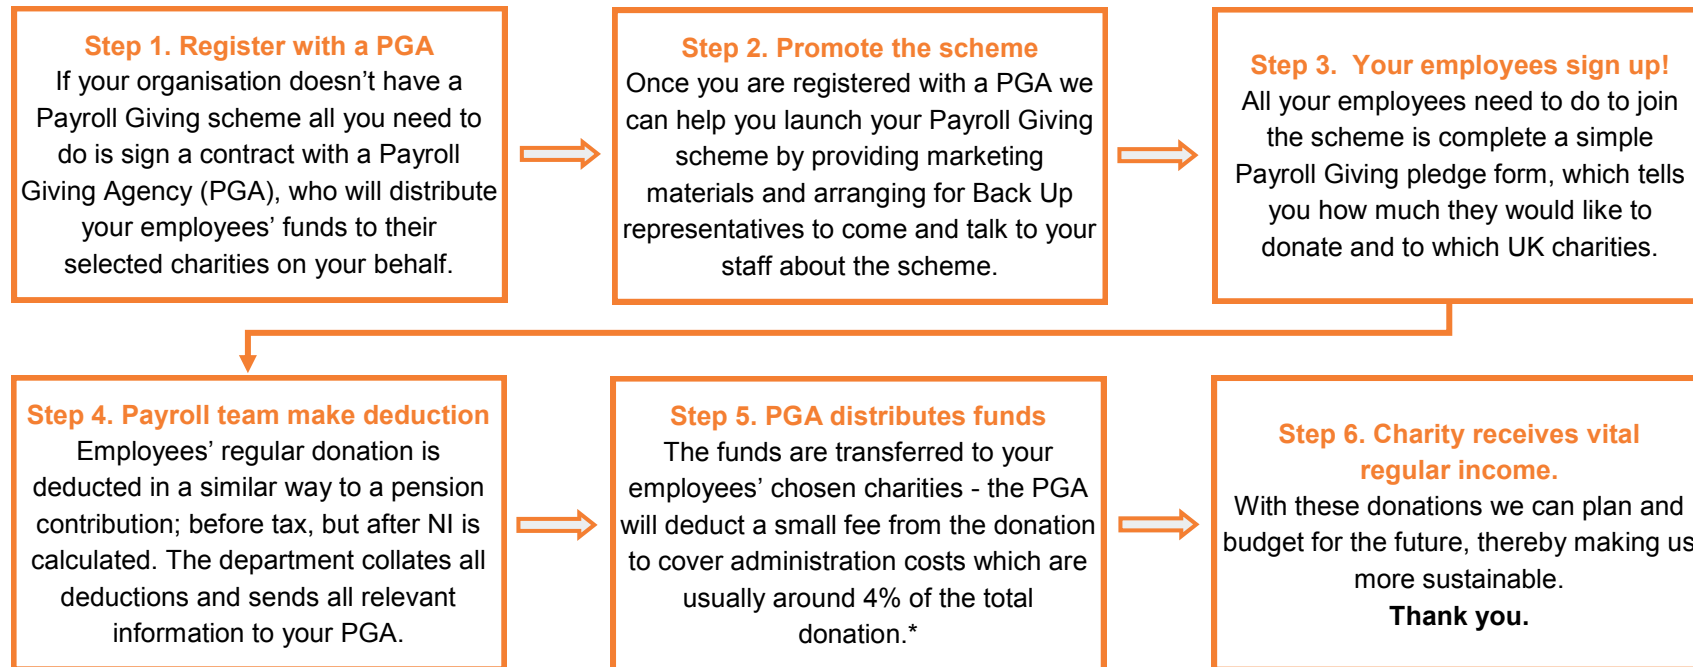 Step 1. Register with a PGA
If your organisation doesn’t have a
Payroll Giving scheme all you need to
do is sign a contract with a Payroll
Giving Agency (PGA), who will distribute
your employees’ funds to their
selected charities on your behalf.
Step 2. Promote the scheme
Once you are registered with a PGA we
can help you launch your Payroll Giving
scheme by providing marketing
materials and arranging for Back Up
representatives to come and talk to your
staff about the scheme.
Step 3.  Your employees sign up!
All your employees need to do to join
the scheme is complete a simple
Payroll Giving pledge form, which tells
you how much they would like to
donate and to which UK charities.
Step 4. Payroll team make deduction
Employees’ regular donation is
deducted in a similar way to a pension
contribution; before tax, but after NI is
calculated. The department collates all
deductions and sends all relevant
information to your PGA.
Step 5. PGA distributes funds
The funds are transferred to your
employees’ chosen charities - the PGA
will deduct a small fee from the donation
to cover administration costs which are
usually around 4% of the total
donation.*
Step 6. Charity receives vital
regular income.
With these donations we can plan and
budget for the future, thereby making us
more sustainable.
Thank you.